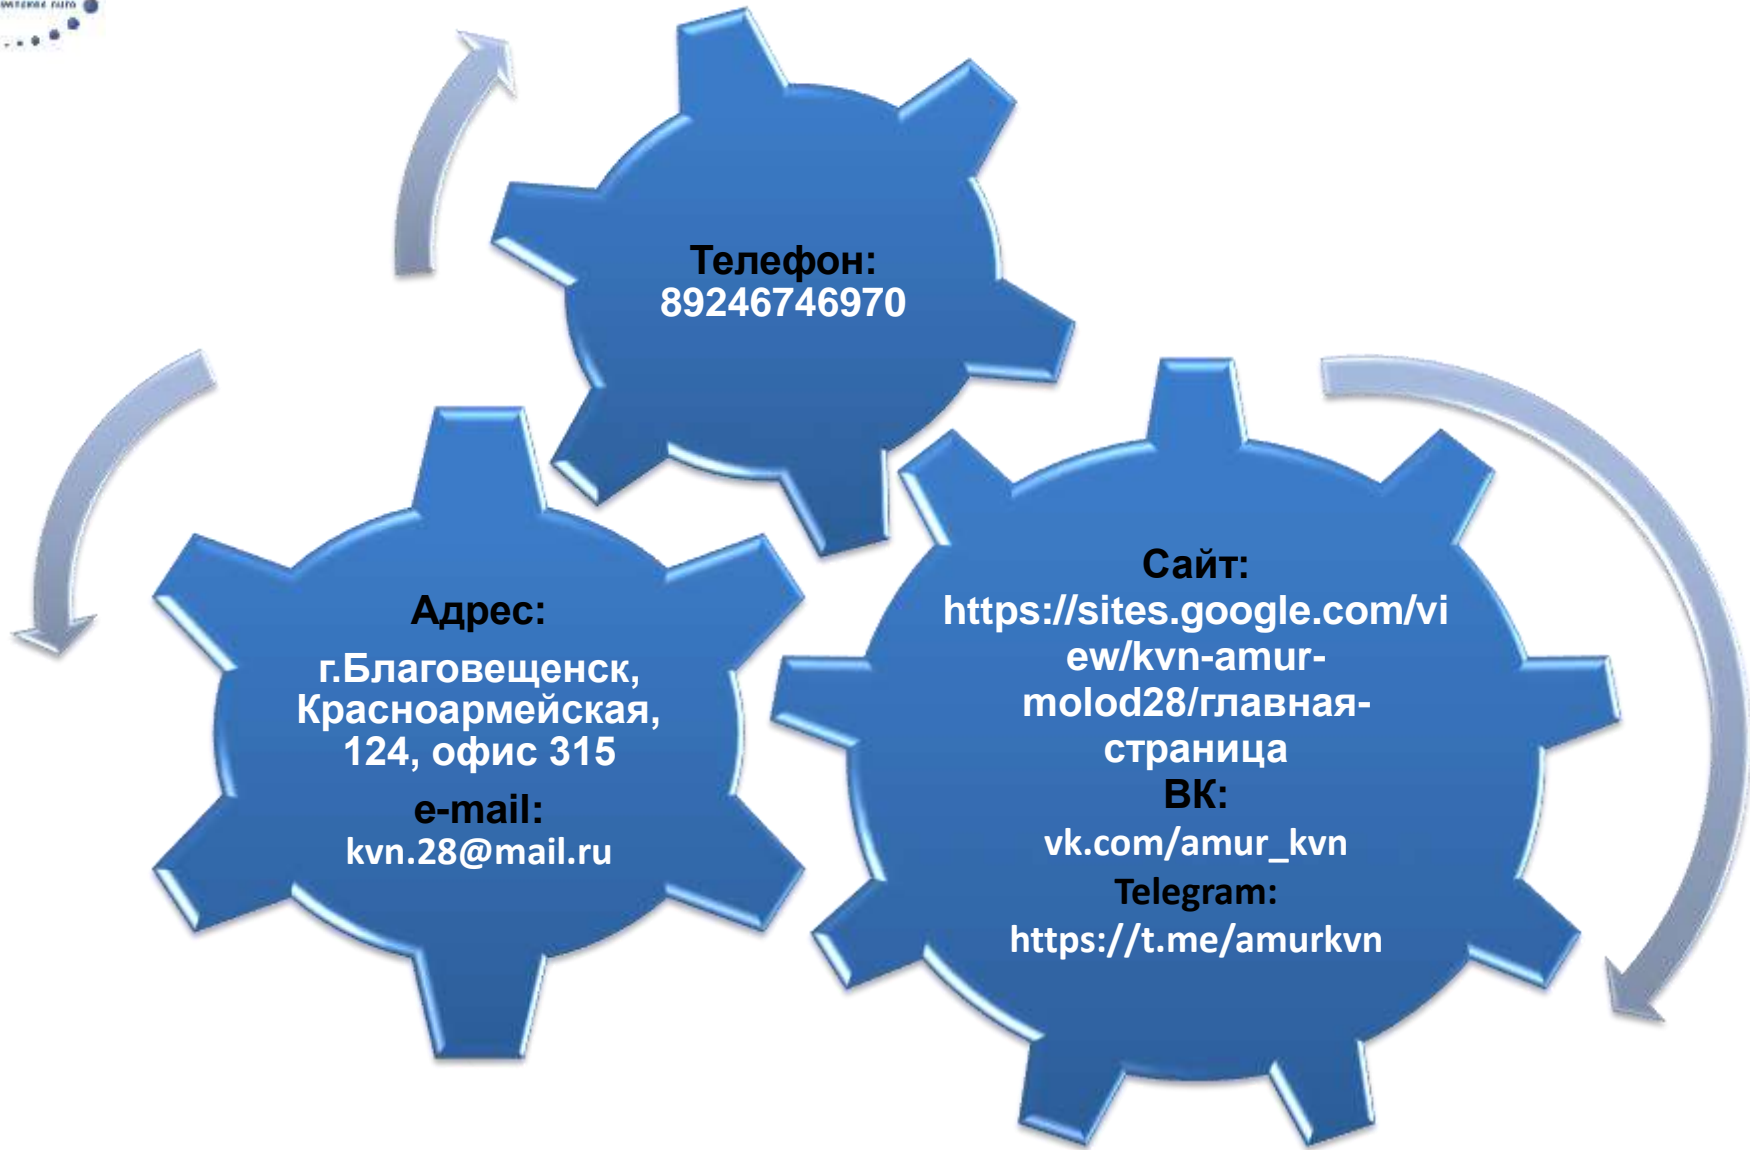 Телефон:
89246746970
Адрес:
г.Благовещенск,
Красноармейская,
124, офис 315
e-mail:
kvn.28@mail.ru
Сайт:
https://sites.google.com/vi
ew/kvn-amur-
molod28/главная-
страница
ВК:
vk.com/amur_kvn
Telegram:
https://t.me/amurkvn